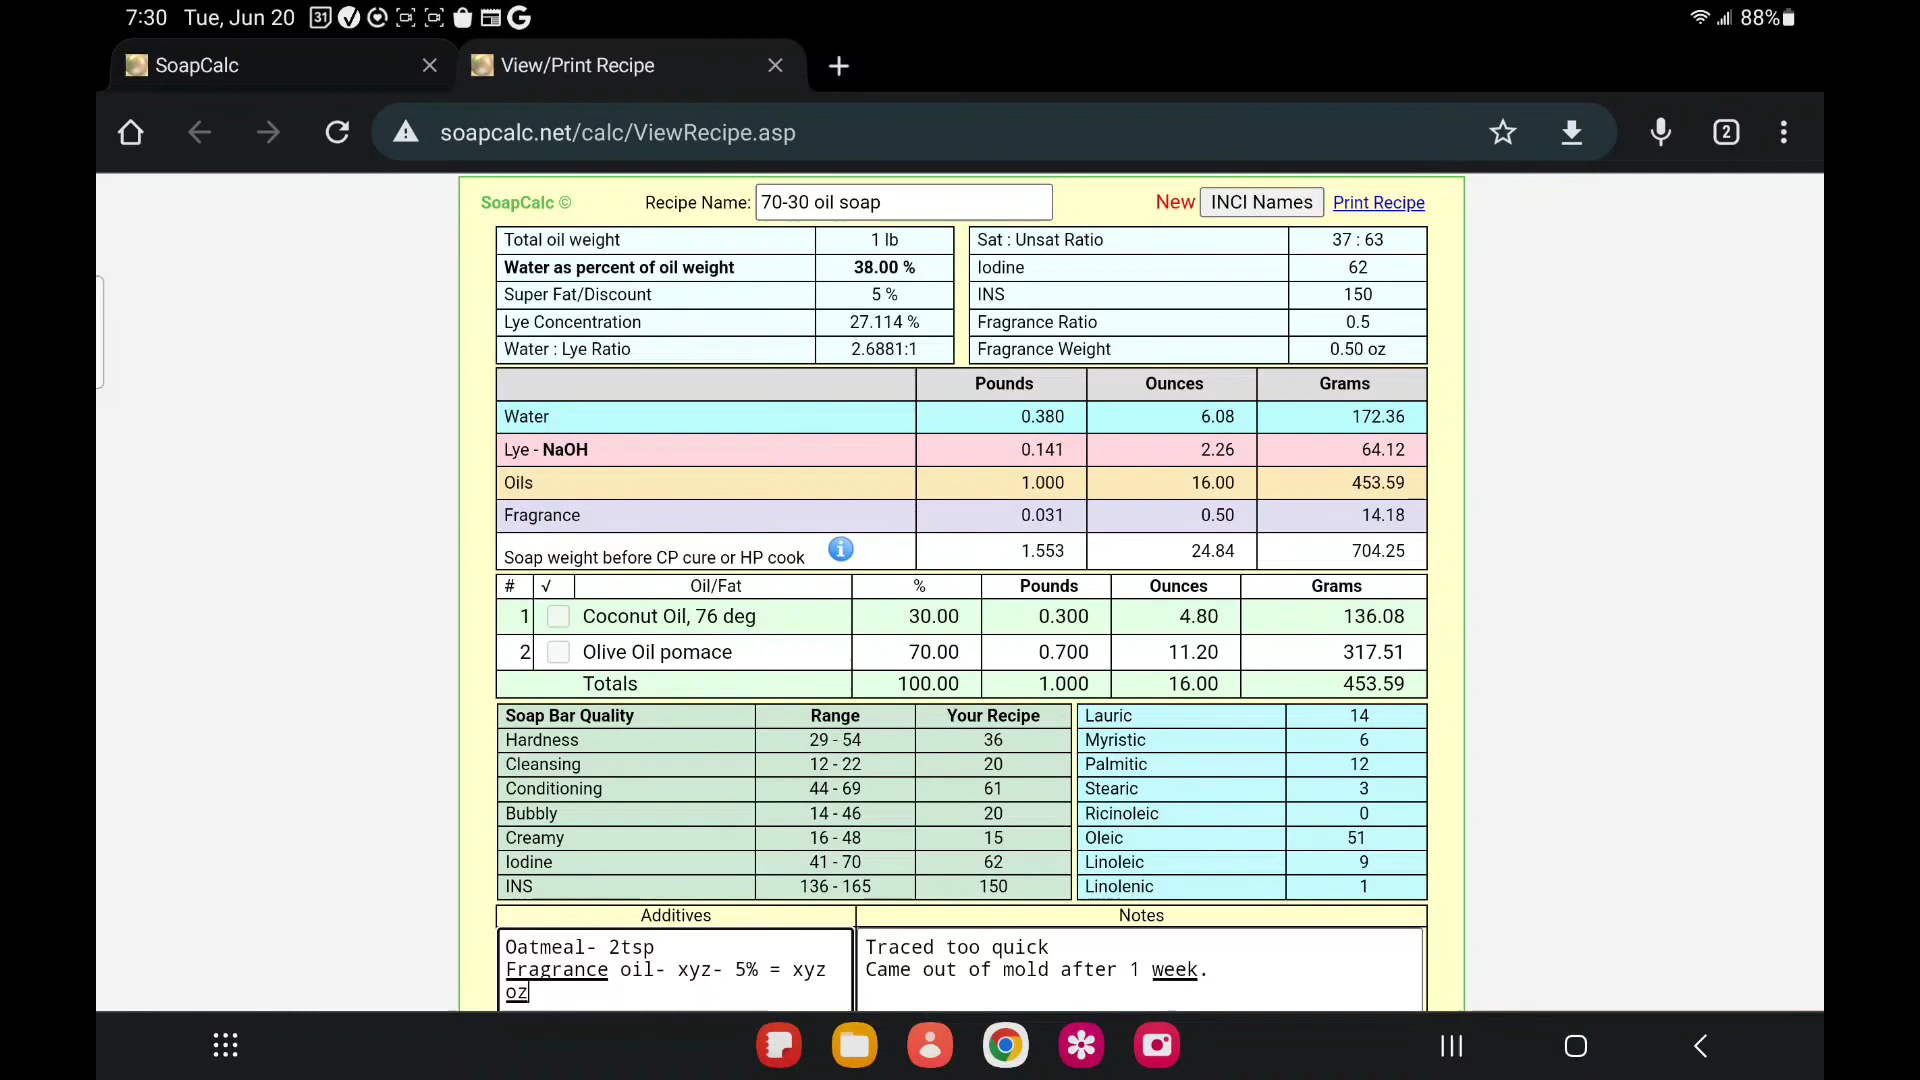 7:30 Tue, Jun 20 31 88%
SoapCalc View/Print Recipe
soapcalc.net/calc/ViewRecipe.asp 2
SoapCalc © Recipe Name: 70-30 oil soap New INCI Names Print Recipe
Total oil weight 1 lb Sat : Unsat Ratio 37 : 63
Water as percent of oil weight 38.00 % Iodine 62
Super Fat/Discount 5 % INS 150
Lye Concentration 27.114 % Fragrance Ratio 0.5
Water : Lye Ratio 2.6881:1 Fragrance Weight 0.50 oz
Pounds Ounces Grams
Water 0.380 6.08 172.36
Lye - NaOH 0.141 2.26 64.12
Oils 1.000 16.00 453.59
Fragrance 0.031 0.50 14.18
Soap weight before CP cure or HP cook i 1.553 24.84 704.25
# √ Oil/Fat % Pounds Ounces Grams
1 Coconut Oil, 76 deg 30.00 0.300 4.80 136.08
2 Olive Oil pomace 70.00 0.700 11.20 317.51
Totals 100.00 1.000 16.00 453.59
Soap Bar Quality Range Your Recipe Lauric 14
Hardness 29 - 54 36 Myristic 6
Cleansing 12 - 22 20 Palmitic 12
Conditioning 44 - 69 61 Stearic 3
Bubbly 14 - 46 20 Ricinoleic 0
Creamy 16 - 48 15 Oleic 51
Iodine 41 - 70 62 Linoleic 9
INS 136 - 165 150 Linolenic 1
Additives Notes
Oatmeal- 2tsp Traced too quick
Fragrance oil- xyz- 5% = xyz Came out of mold after 1 week.
oz